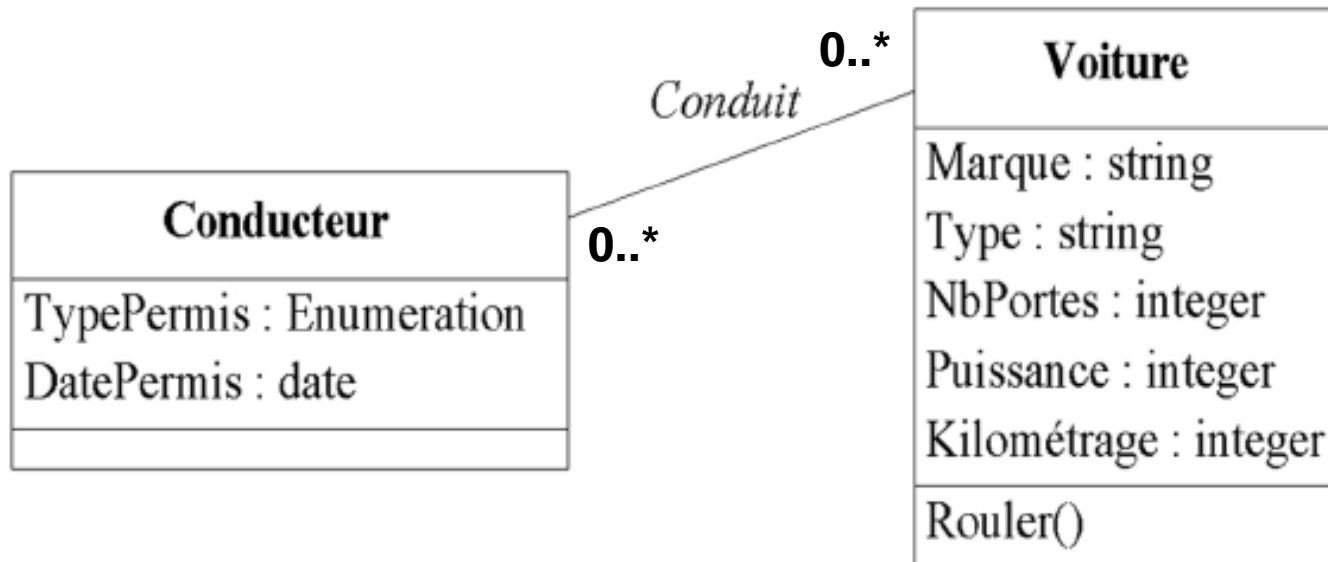 Conducteur
TypePermis : Enumeration
DatePermis : date
0..*
Conduit
0..*
Voiture
Marque : string
Type : string
NbPortes : integer
Puissance : integer
Kilométrage : integer
Rouler()